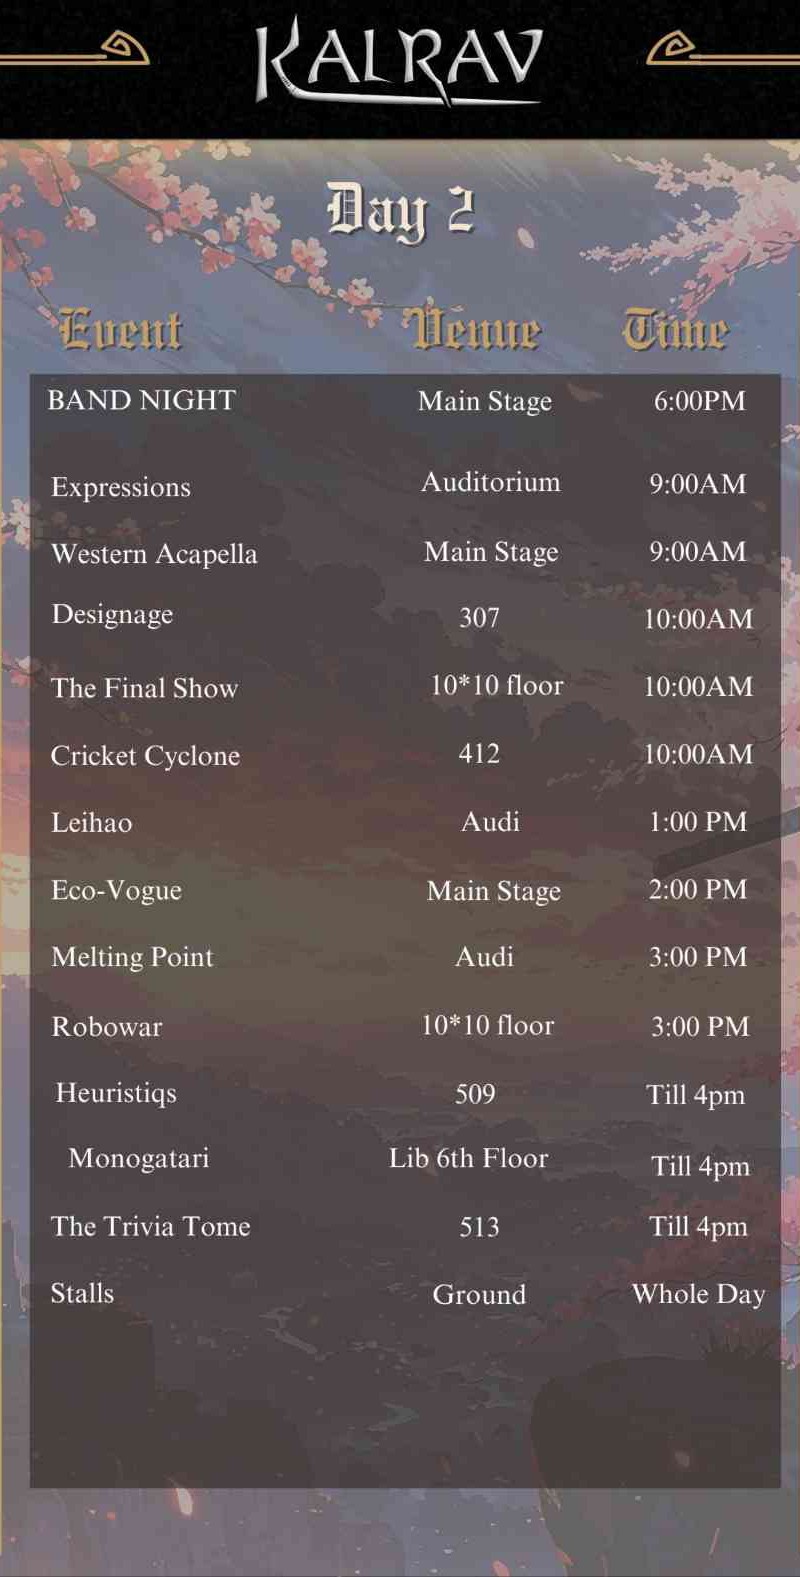 KALRAV
Day 2
Event Venue Time
BAND NIGHT Main Stage 6:00PM
Expressions Auditorium 9:00AM
Western Acapella Main Stage 9:00AM
Designage 307 10:00AM
The Final Show 10*10 floor 10:00AM
Cricket Cyclone 412 10:00AM
Leihao Audi 1:00 PM
Eco-Vogue Main Stage 2:00 PM
Melting Point Audi 3:00 PM
Robowar 10*10 floor 3:00 PM
Heuristiqs 509 Till 4pm
Monogatari Lib 6th Floor Till 4pm
The Trivia Tome 513 Till 4pm
Stalls Ground Whole Day